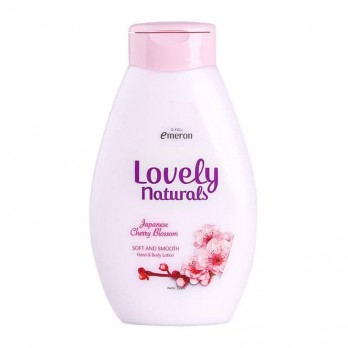 emeron
Lovely
Naturals
Japanese
Cherry Blossom
SOFT AND SMOOTH
Hand & Body Lotion